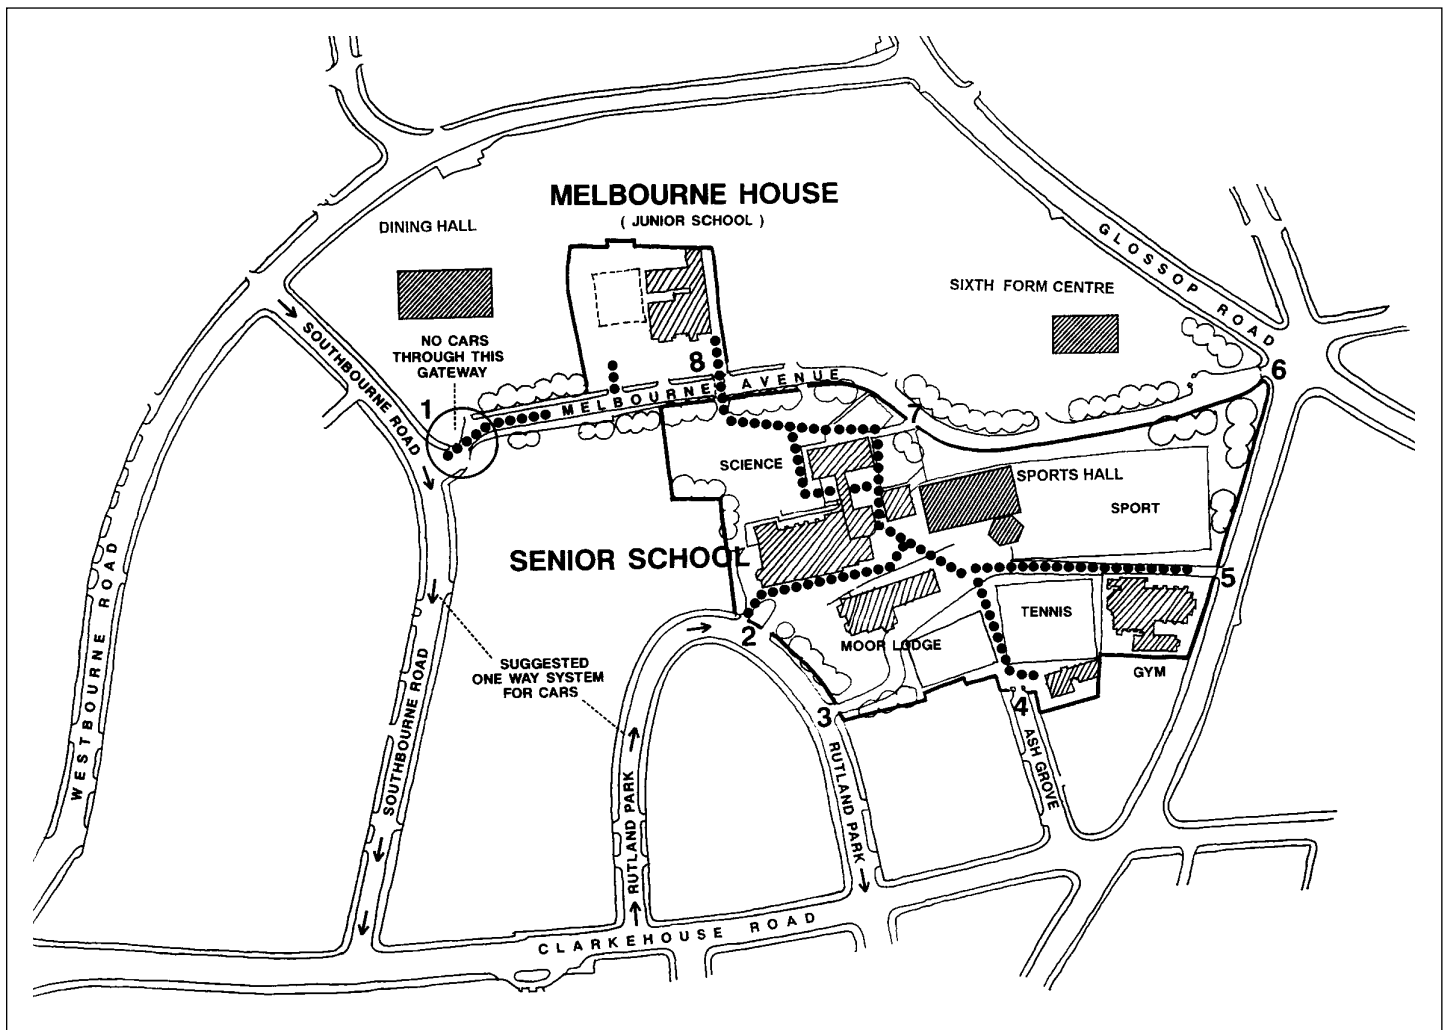 MELBOURNE HOUSE
( JUNIOR SCHOOL )
DINING HALL
GLOSSOP ROAD
SIXTH FORM CENTRE
SOUTHBOURNE ROAD
NO CARS
THROUGH THIS
GATEWAY
1
8
MELBOURNE AVENUE
6
7
SCIENCE
SPORTS HALL
SPORT
SENIOR SCHOOL
5
TENNIS
2
MOOR LODGE
GYM
WESTBOURNE ROAD
SUGGESTED
ONE WAY SYSTEM
FOR CARS
SOUTHBOURNE ROAD
3
4
ASH GROVE
RUTLAND PARK
RUTLAND PARK
CLARKEHOUSE ROAD